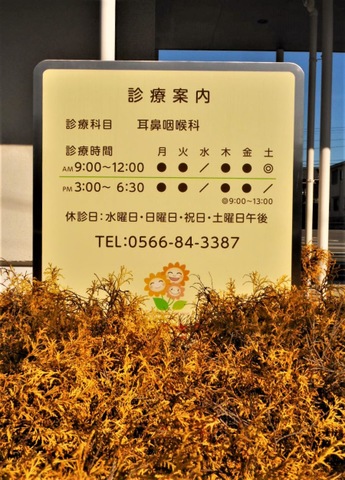 診療案内
診療科目 耳鼻咽喉科
診療時間 月 火 水 木 金 土
AM 9:00〜12:00 ● ● ／ ● ● ◎
PM 3:00〜 6:30 ● ● ／ ● ● ／
◎9:00〜13:00
休診日：水曜日・日曜日・祝日・土曜日午後
TEL:0566-84-3387